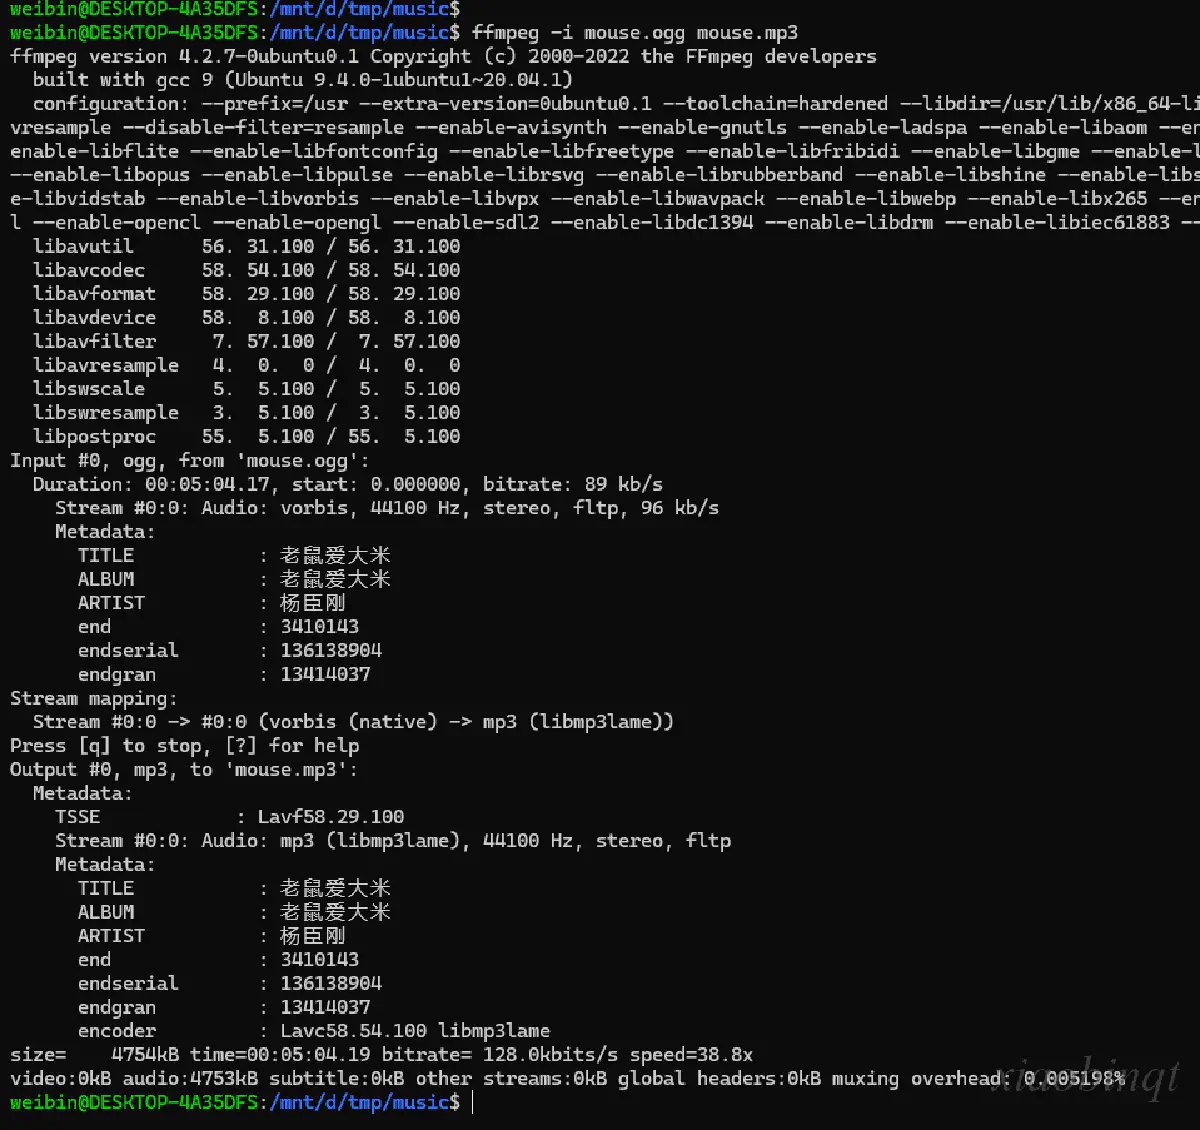 weibin@DESKTOP-4A35DFS:/mnt/d/tmp/music$
weibin@DESKTOP-4A35DFS:/mnt/d/tmp/music$ ffmpeg -i mouse.ogg mouse.mp3
ffmpeg version 4.2.7-0ubuntu0.1 Copyright (c) 2000-2022 the FFmpeg developers
  built with gcc 9 (Ubuntu 9.4.0-1ubuntu1~20.04.1)
  configuration: --prefix=/usr --extra-version=0ubuntu0.1 --toolchain=hardened --libdir=/usr/lib/x86_64-li
vresample --disable-filter=resample --enable-avisynth --enable-gnutls --enable-ladspa --enable-libaom --en
enable-libflite --enable-libfontconfig --enable-libfreetype --enable-libfribidi --enable-libgme --enable-l
--enable-libopus --enable-libpulse --enable-librsvg --enable-librubberband --enable-libshine --enable-libs
e-libvidstab --enable-libvorbis --enable-libvpx --enable-libwavpack --enable-libwebp --enable-libx265 --en
l --enable-opencl --enable-opengl --enable-sdl2 --enable-libdc1394 --enable-libdrm --enable-libiec61883 --
  libavutil      56. 31.100 / 56. 31.100
  libavcodec     58. 54.100 / 58. 54.100
  libavformat    58. 29.100 / 58. 29.100
  libavdevice    58.  8.100 / 58.  8.100
  libavfilter     7. 57.100 /  7. 57.100
  libavresample   4.  0.  0 /  4.  0.  0
  libswscale      5.  5.100 /  5.  5.100
  libswresample   3.  5.100 /  3.  5.100
  libpostproc    55.  5.100 / 55.  5.100
Input #0, ogg, from 'mouse.ogg':
  Duration: 00:05:04.17, start: 0.000000, bitrate: 89 kb/s
    Stream #0:0: Audio: vorbis, 44100 Hz, stereo, fltp, 96 kb/s
    Metadata:
      TITLE           : 老鼠爱大米
      ALBUM           : 老鼠爱大米
      ARTIST          : 杨臣刚
      end             : 3410143
      endserial       : 136138904
      endgran         : 13414037
Stream mapping:
  Stream #0:0 -> #0:0 (vorbis (native) -> mp3 (libmp3lame))
Press [q] to stop, [?] for help
Output #0, mp3, to 'mouse.mp3':
  Metadata:
    TSSE            : Lavf58.29.100
    Stream #0:0: Audio: mp3 (libmp3lame), 44100 Hz, stereo, fltp
    Metadata:
      TITLE           : 老鼠爱大米
      ALBUM           : 老鼠爱大米
      ARTIST          : 杨臣刚
      end             : 3410143
      endserial       : 136138904
      endgran         : 13414037
      encoder         : Lavc58.54.100 libmp3lame
size=    4754kB time=00:05:04.19 bitrate= 128.0kbits/s speed=38.8x
video:0kB audio:4753kB subtitle:0kB other streams:0kB global headers:0kB muxing overhead: 0.005198%
weibin@DESKTOP-4A35DFS:/mnt/d/tmp/music$
xiaobinqt